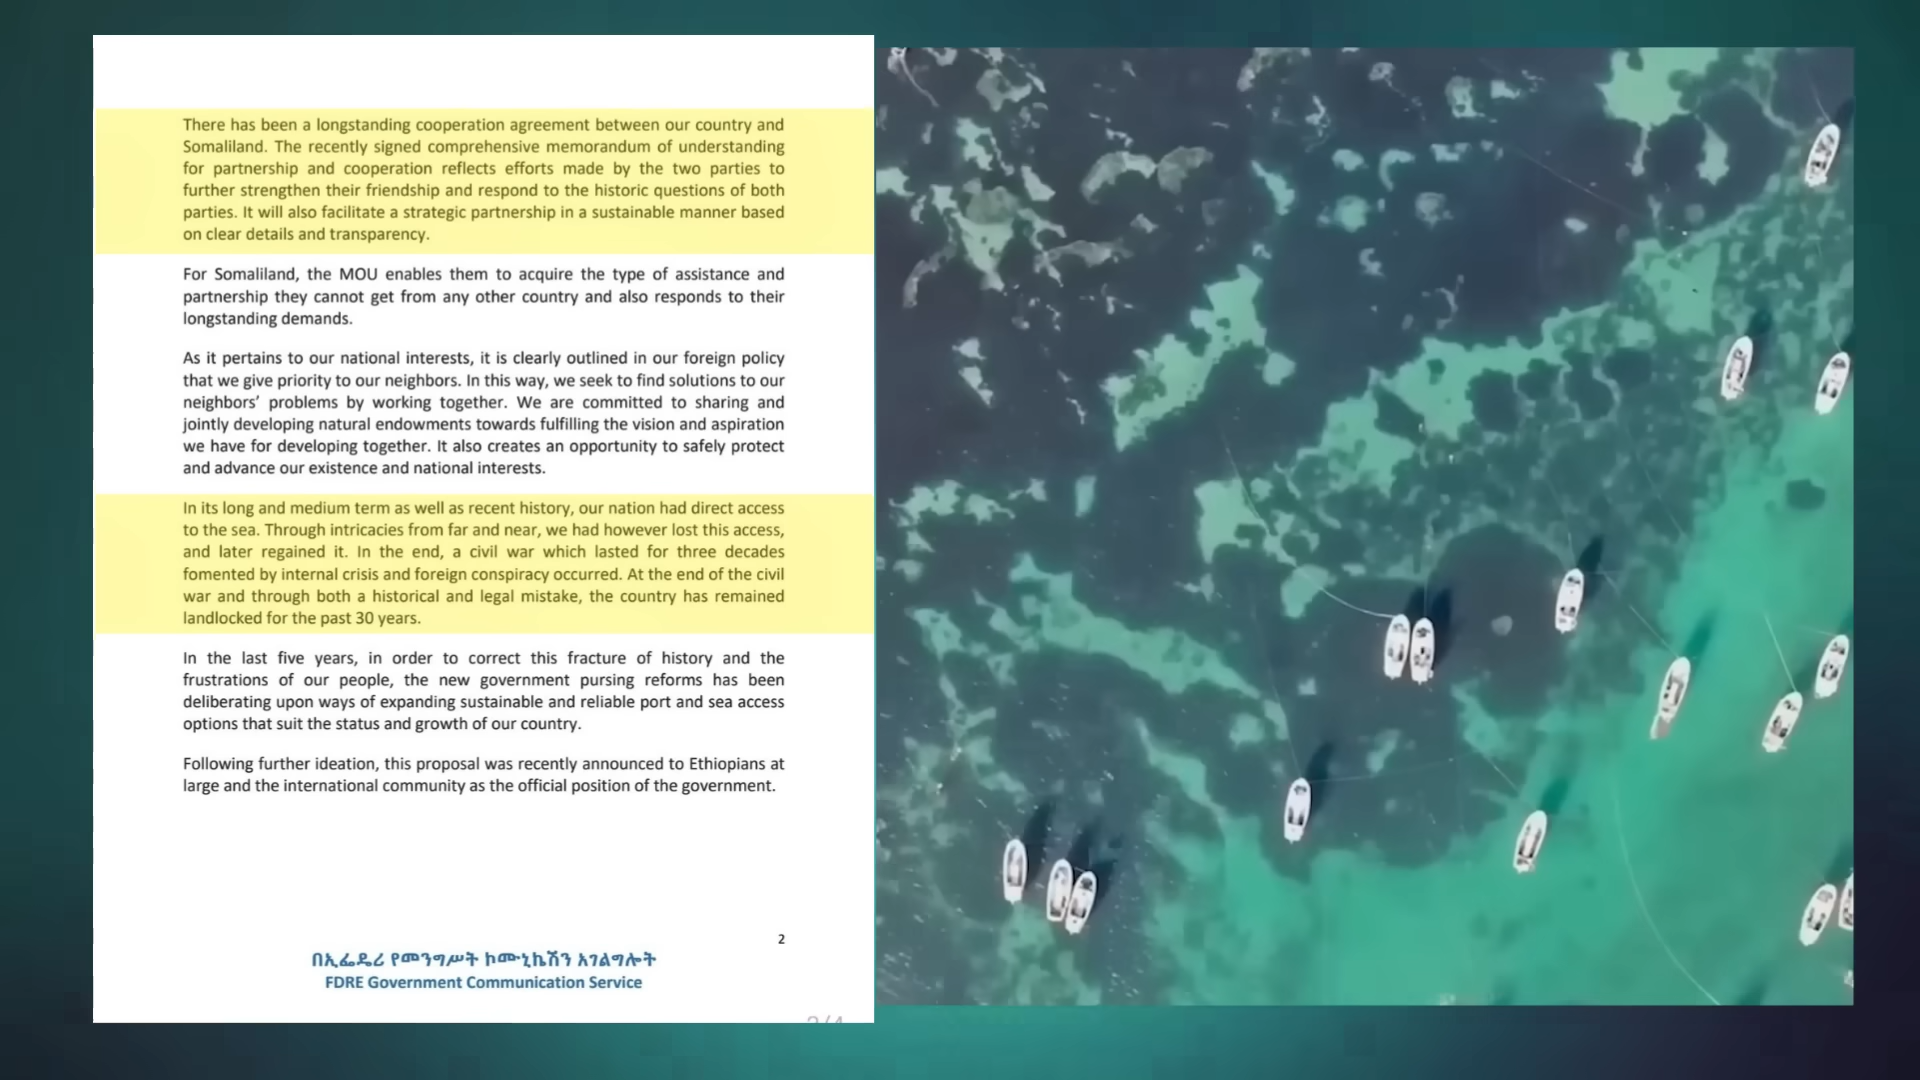 There has been a longstanding cooperation agreement between our country and
Somaliland. The recently signed comprehensive memorandum of understanding
for partnership and cooperation reflects efforts made by the two parties to
further strengthen their friendship and respond to the historic questions of both
parties. It will also facilitate a strategic partnership in a sustainable manner based
on clear details and transparency.
For Somaliland, the MOU enables them to acquire the type of assistance and
partnership they cannot get from any other country and also responds to their
longstanding demands.
As it pertains to our national interests, it is clearly outlined in our foreign policy
that we give priority to our neighbors. In this way, we seek to find solutions to our
neighbors’ problems by working together. We are committed to sharing and
jointly developing natural endowments towards fulfilling the vision and aspiration
we have for developing together. It also creates an opportunity to safely protect
and advance our existence and national interests.
In its long and medium term as well as recent history, our nation had direct access
to the sea. Through intricacies from far and near, we had however lost this access,
and later regained it. In the end, a civil war which lasted for three decades
fomented by internal crisis and foreign conspiracy occurred. At the end of the civil
war and through both a historical and legal mistake, the country has remained
landlocked for the past 30 years.
In the last five years, in order to correct this fracture of history and the
frustrations of our people, the new government pursing reforms has been
deliberating upon ways of expanding sustainable and reliable port and sea access
options that suit the status and growth of our country.
Following further ideation, this proposal was recently announced to Ethiopians at
large and the international community as the official position of the government.
2
በኢፌዴሪ የመንግሥት ኮሙኒኬሽን አገልግሎት
FDRE Government Communication Service